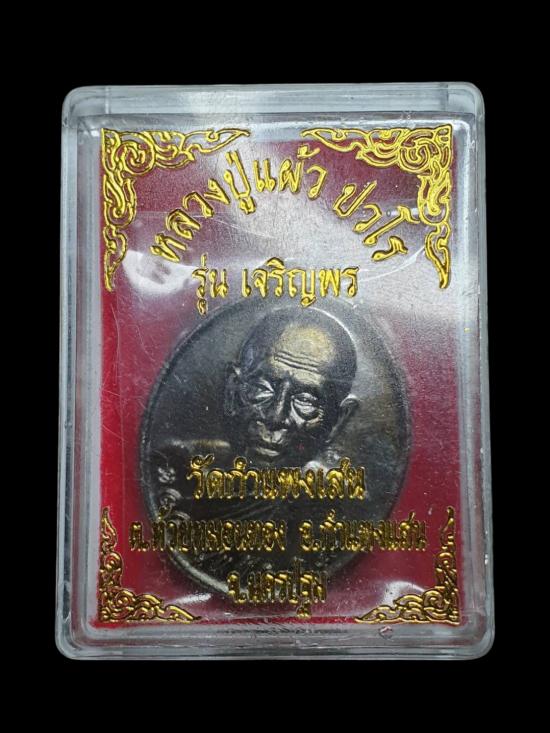 หลวงปู่แผ้ว ปวโร
รุ่น เจริญพร
วัดกำแพงแสน
ต.ห้วยหมอนทอง อ.กำแพงแสน
จ.นครปฐม